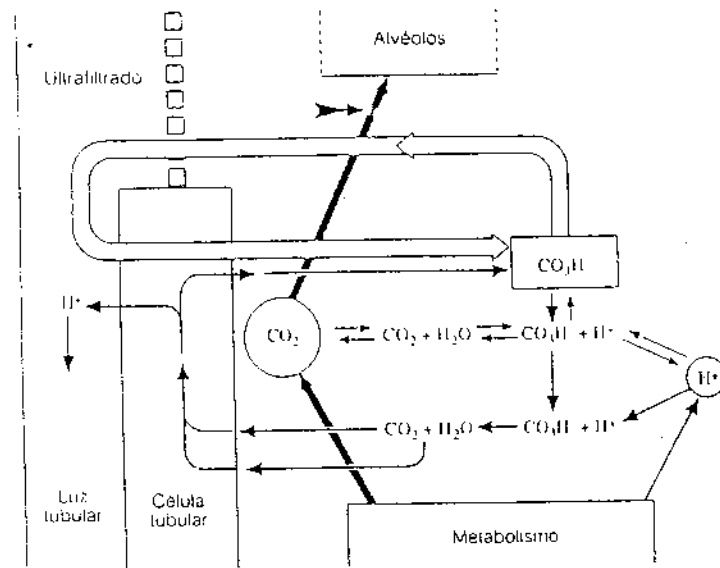 Alvéolos
Ultrafiltrado
CO₃H
H⁺
CO₂
CO₂ + H₂O
CO₃H + H⁺
H⁺
CO₂ + H₂O
CO₃H + H⁺
Luz
tubular
Célula
tubular
Metabolismo